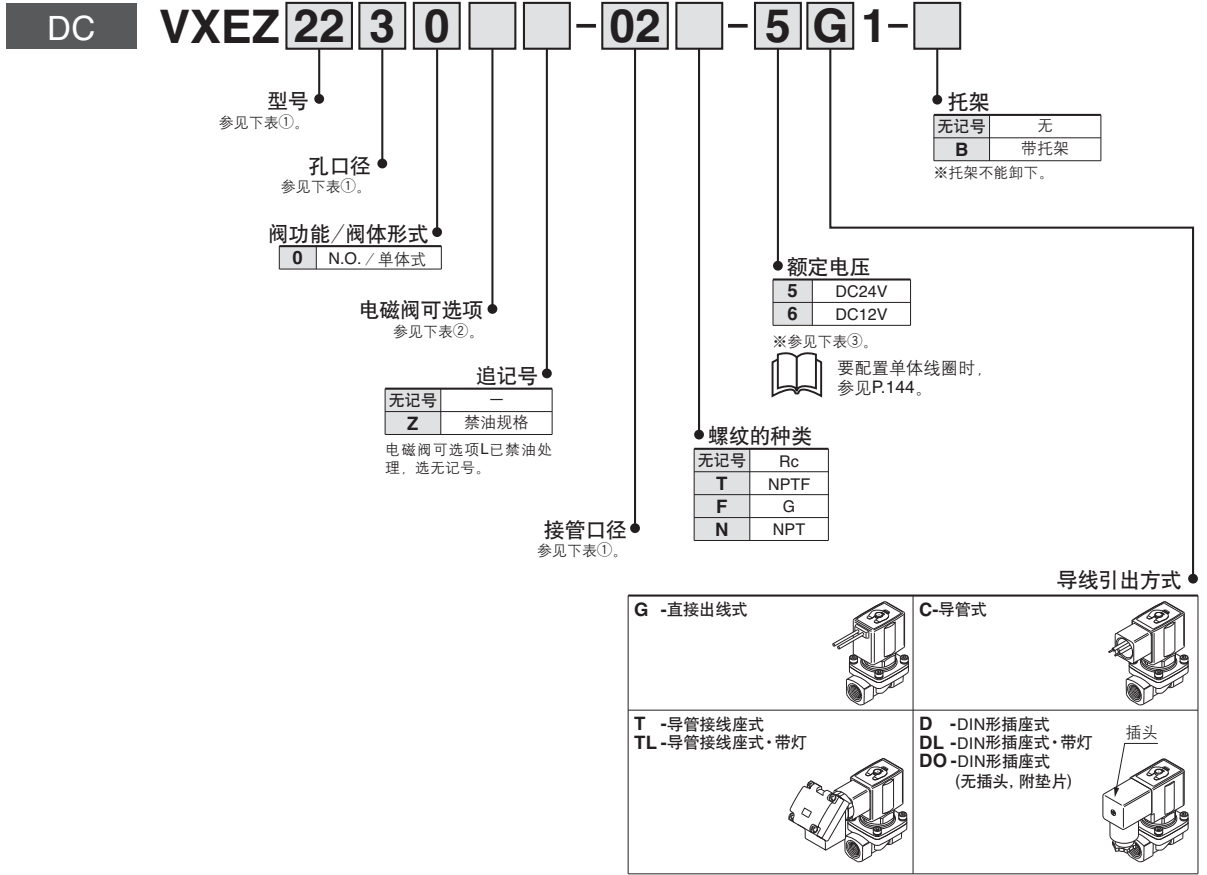 DC VXEZ 22 3 0 - 02 - 5 G 1-
型号
参见下表①。
孔口径
参见下表①。
阀功能／阀体形式
0 N.O.／单体式
电磁阀可选项
参见下表②。
追记号
无记号 —
Z 禁油规格
电磁阀可选项L已禁油处
理，选无记号。
接管口径
参见下表①。
螺纹的种类
无记号 Rc
T NPTF
F G
N NPT
额定电压
5 DC24V
6 DC12V
※参见下表③。
要配置单体线圈时，
参见P.144。
托架
无记号 无
B 带托架
※托架不能卸下。
导线引出方式
G -直接出线式
C-导管式
T -导管接线座式
TL-导管接线座式·带灯
D -DIN形插座式
DL -DIN形插座式·带灯
DO -DIN形插座式
(无插头，附垫片)
插头